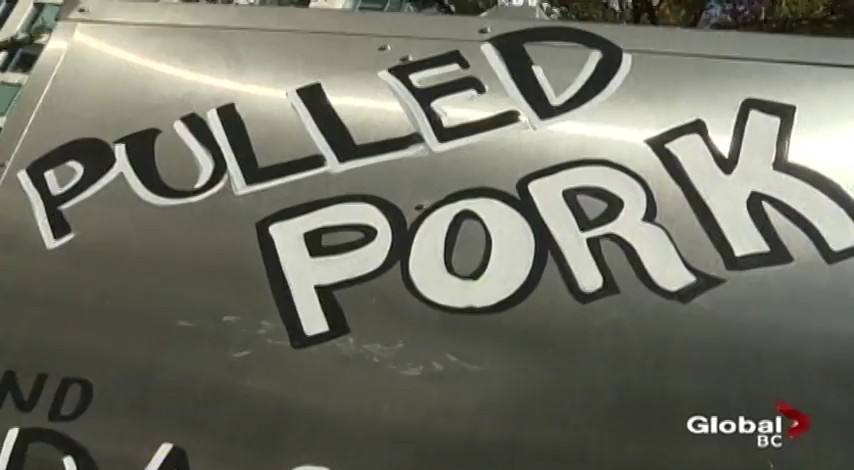 PULLED
PORK
ND
Global
BC